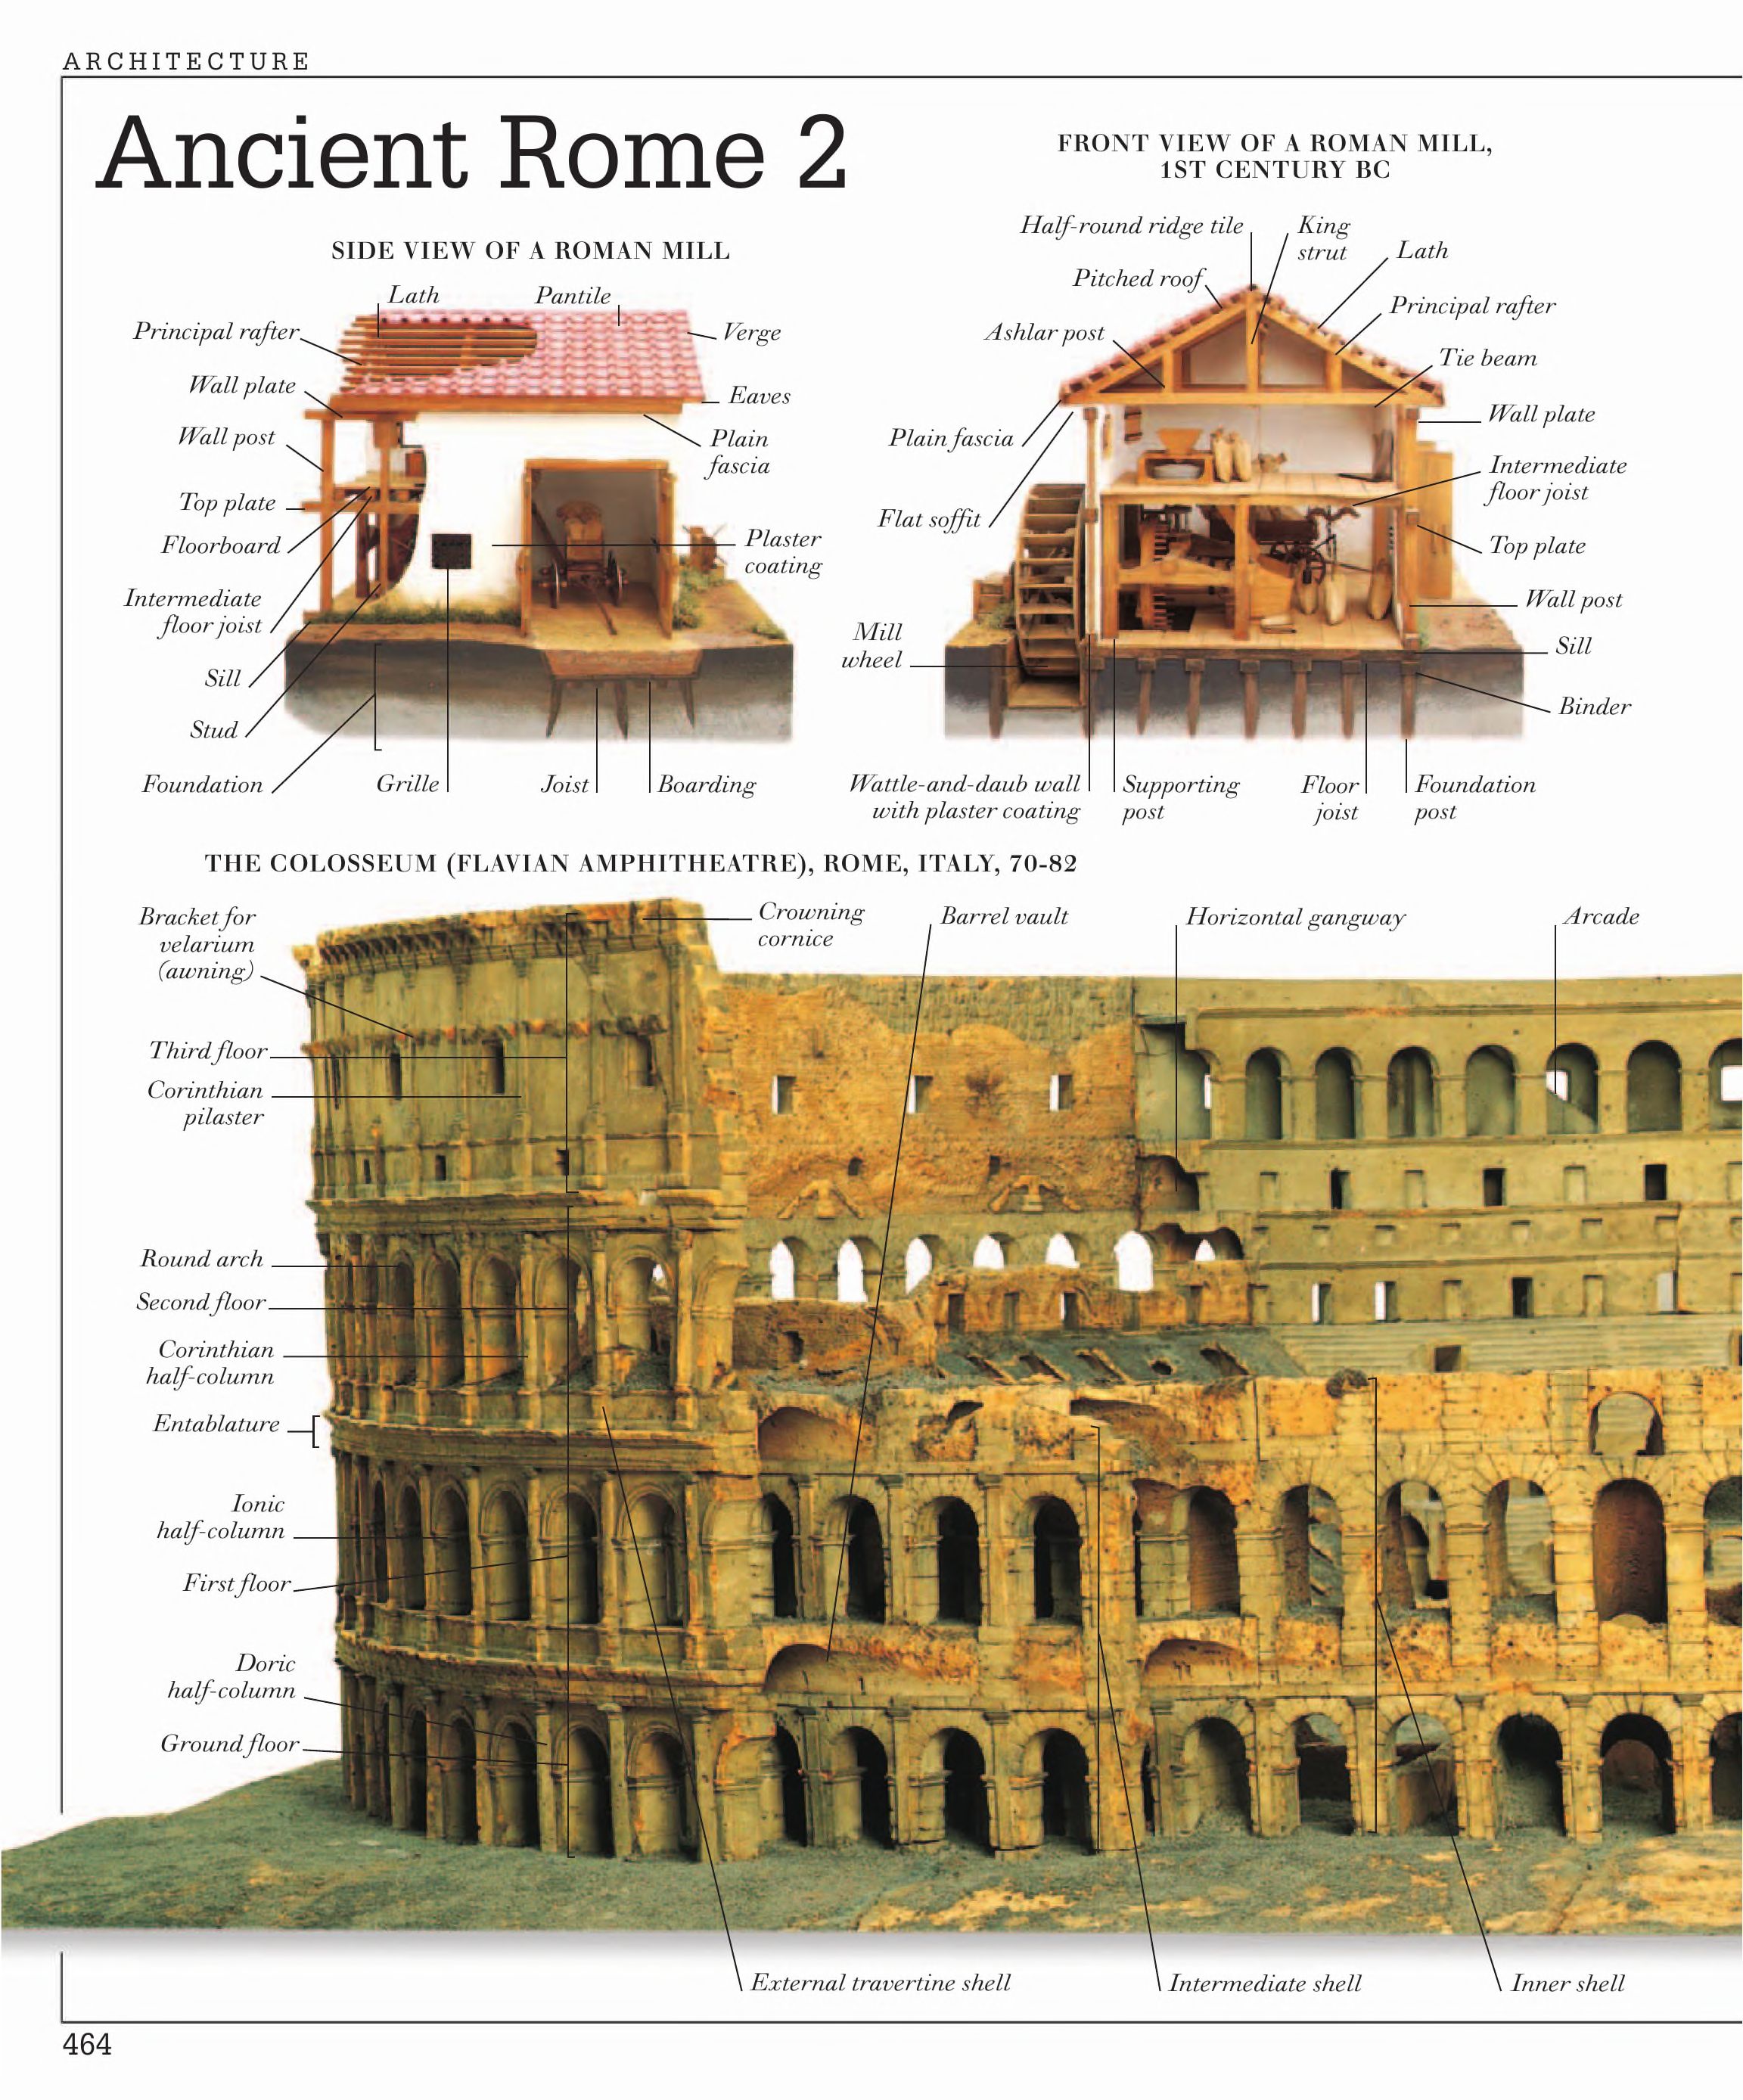 ARCHITECTURE
Ancient Rome 2
SIDE VIEW OF A ROMAN MILL
Lath
Pantile
Principal rafter
Verge
Wall plate
Eaves
Wall post
Plain
fascia
Top plate
Floorboard
Plaster
coating
Intermediate
floor joist
Sill
Stud
Foundation
Grille
Joist
Boarding
FRONT VIEW OF A ROMAN MILL,
1ST CENTURY BC
Half-round ridge tile
King
strut
Lath
Pitched roof
Principal rafter
Ashlar post
Tie beam
Wall plate
Plain fascia
Intermediate
floor joist
Flat soffit
Top plate
Wall post
Mill
wheel
Sill
Binder
Wattle-and-daub wall
with plaster coating
Supporting
post
Floor
joist
Foundation
post
THE COLOSSEUM (FLAVIAN AMPHITHEATRE), ROME, ITALY, 70-82
Bracket for
velarium
(awning)
Crowning
cornice
Barrel vault
Horizontal gangway
Arcade
Third floor
Corinthian
pilaster
Round arch
Second floor
Corinthian
half-column
Entablature
Ionic
half-column
First floor
Doric
half-column
Ground floor
External travertine shell
Intermediate shell
Inner shell
464